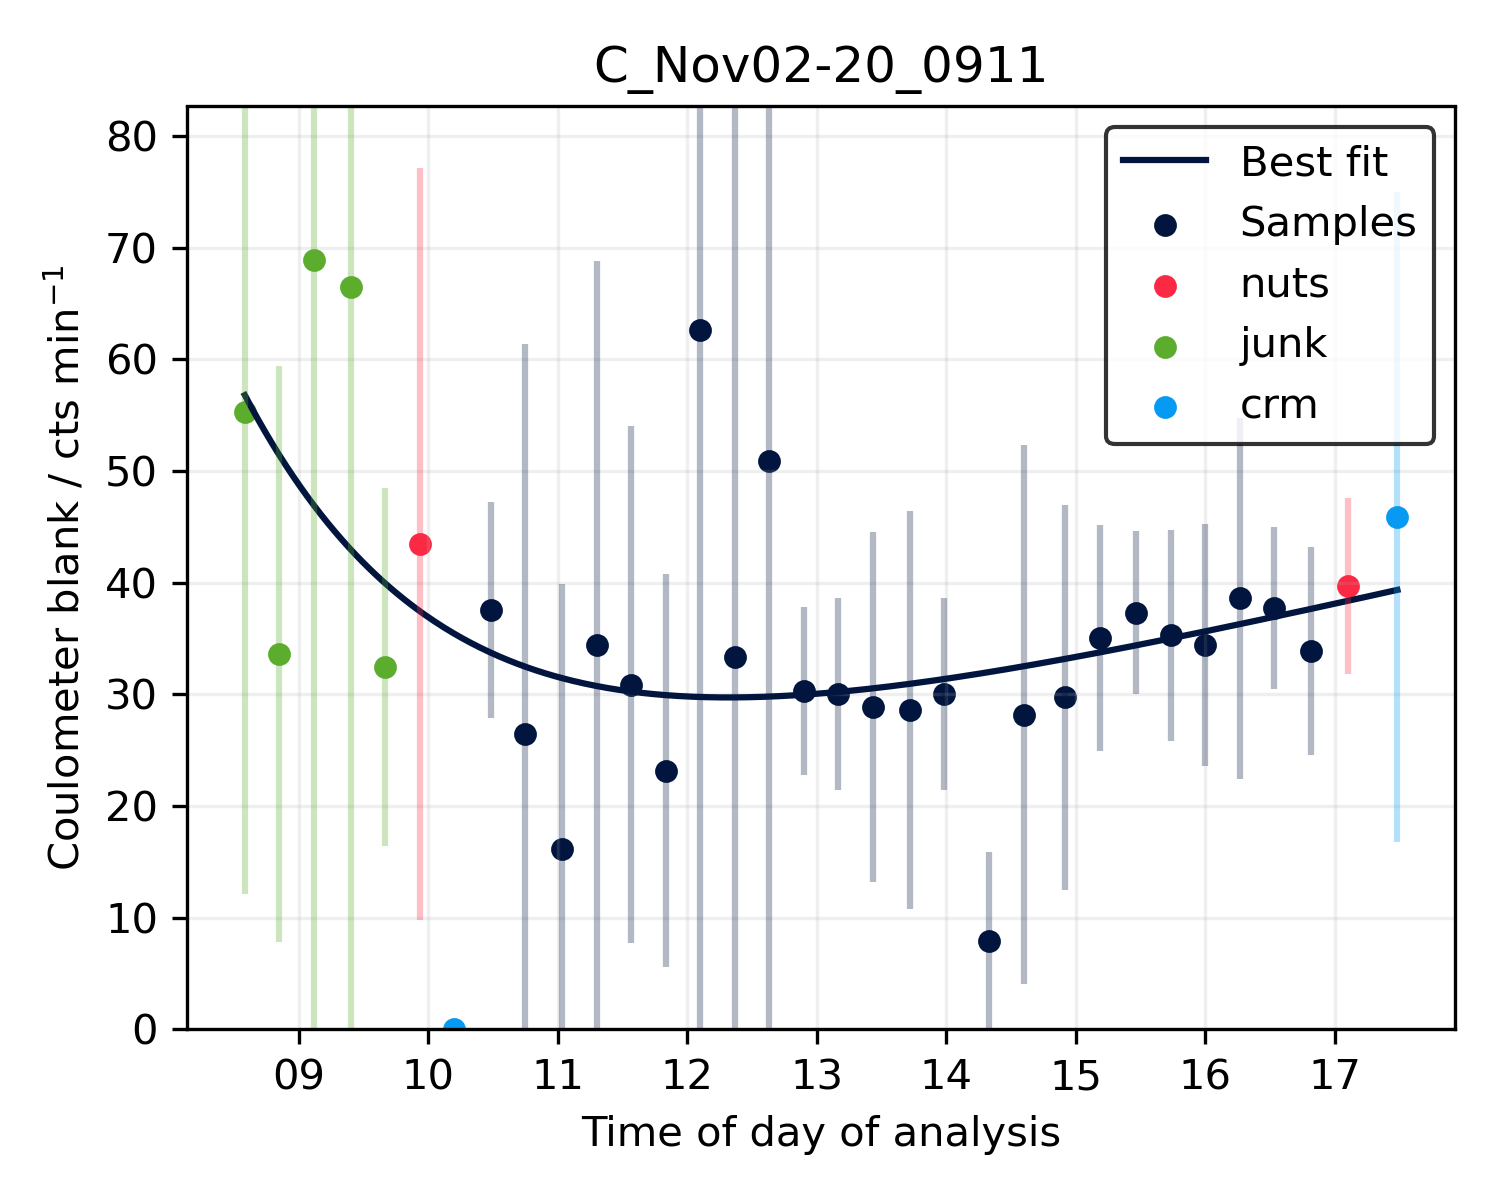 C_Nov02-20_0911
Coulometer blank / cts min⁻¹
80
70
60
50
40
30
20
10
0
Best fit
Samples
nuts
junk
crm
09 10 11 12 13 14 15 16 17
Time of day of analysis